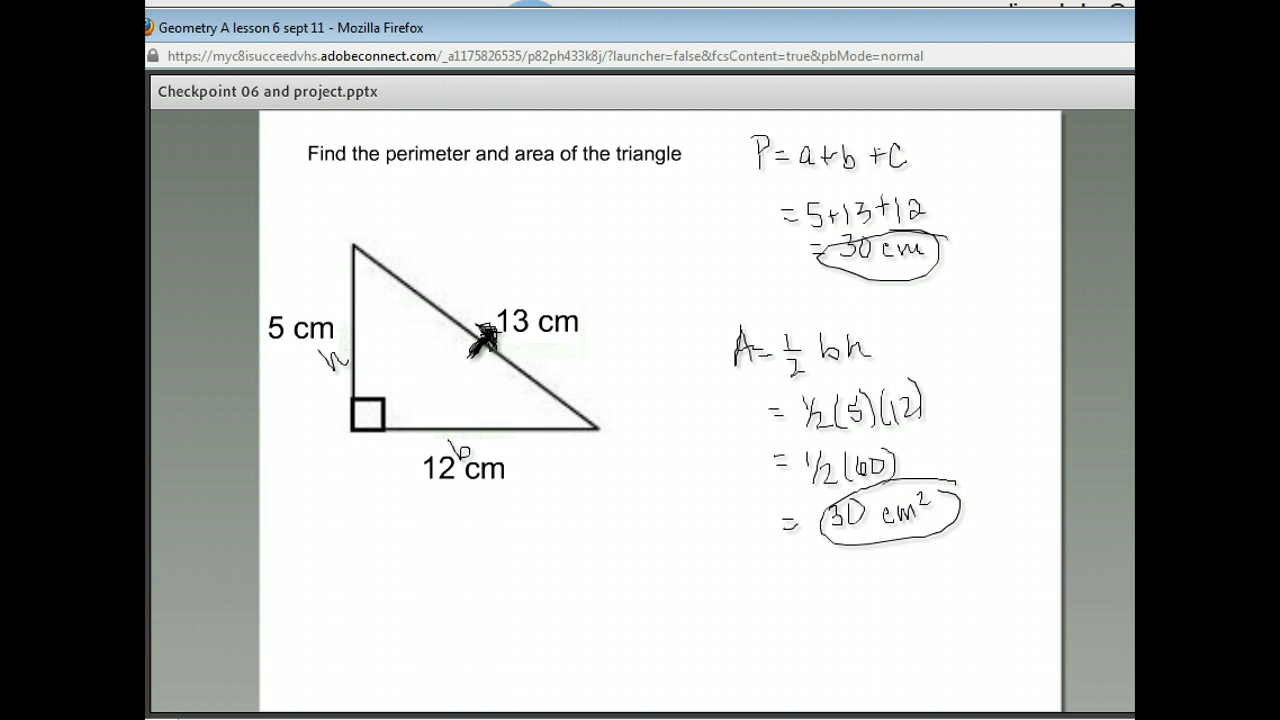 Geometry A lesson 6 sept 11 - Mozilla Firefox
https://myc8isucceedvhs.adobeconnect.com/_a1175826535/p82ph433k8j/?launcher=false&fcsContent=true&pbMode=normal
Checkpoint 06 and project.pptx
Find the perimeter and area of the triangle
P = a+b+c
= 5+13+12
= 30 cm
5 cm
h
13 cm
b
12 cm
A = 1/2 bh
= 1/2(5)(12)
= 1/2(60)
= 30 cm²